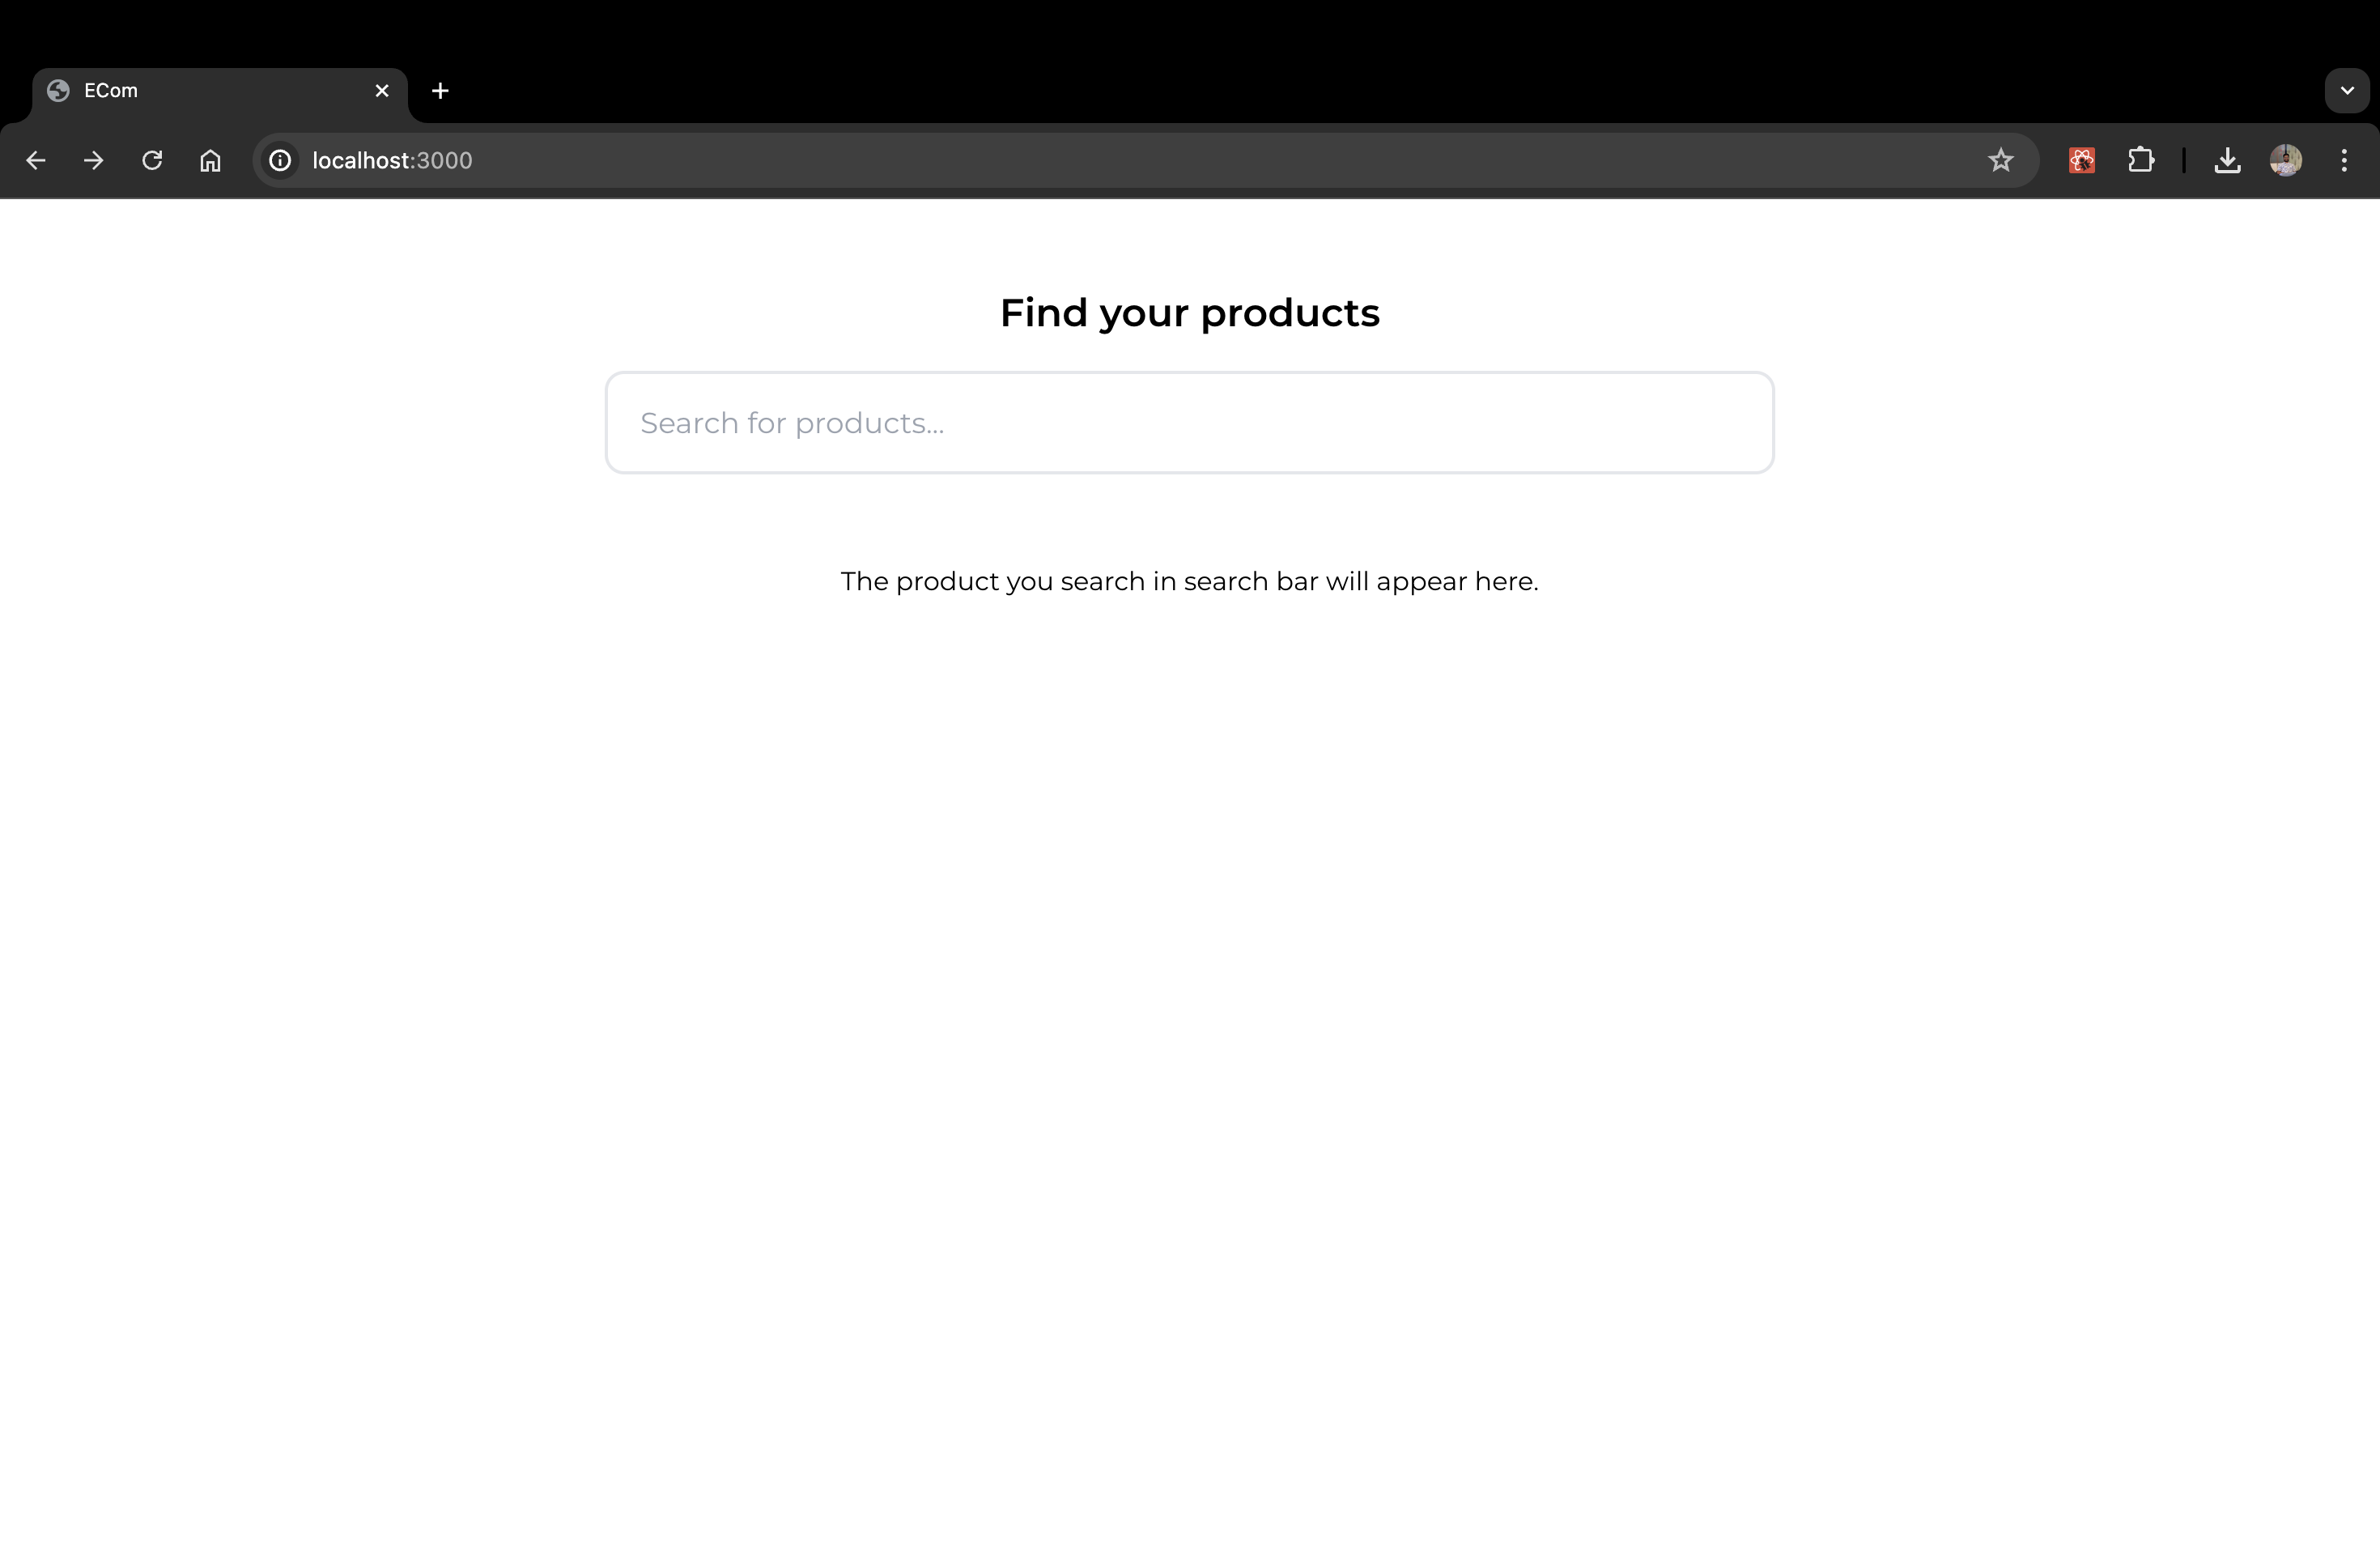 ECom
localhost:3000
Find your products
Search for products...
The product you search in search bar will appear here.